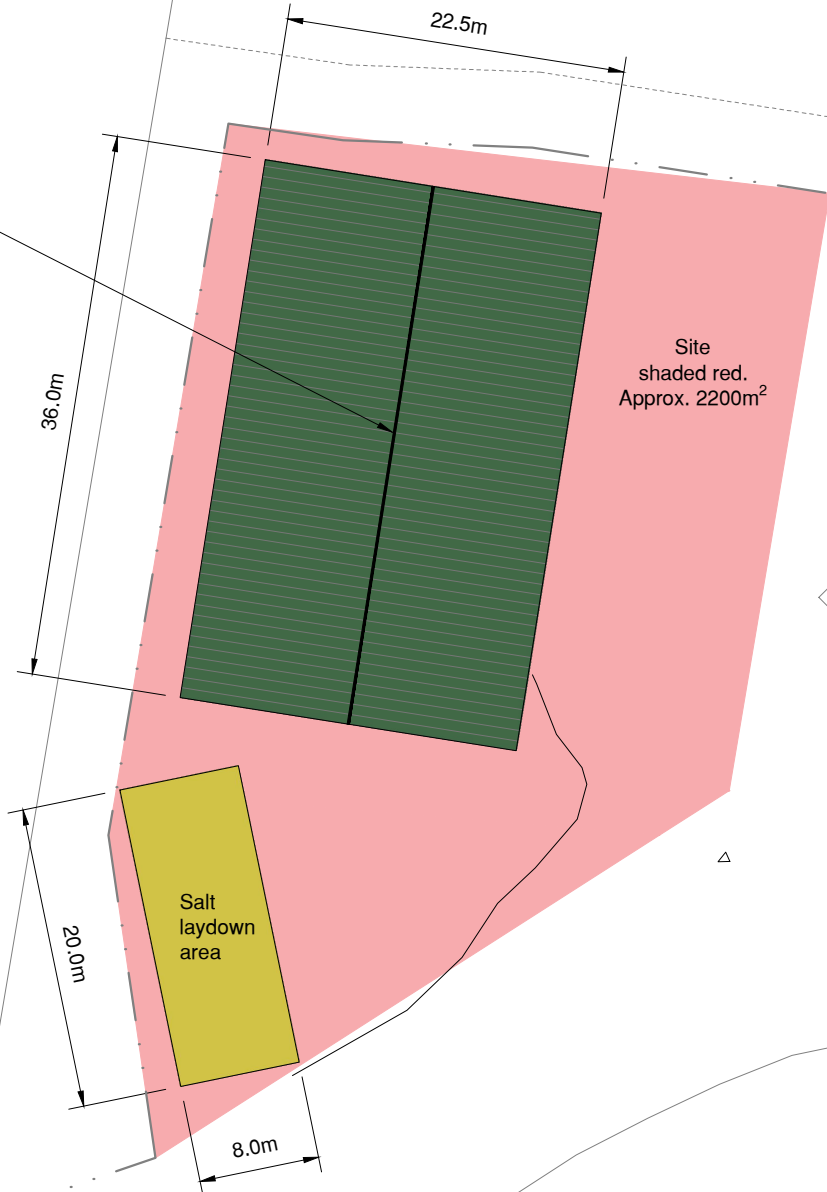 22.5m
36.0m
Site
shaded red.
Approx. 2200m²
Salt
laydown
area
20.0m
8.0m